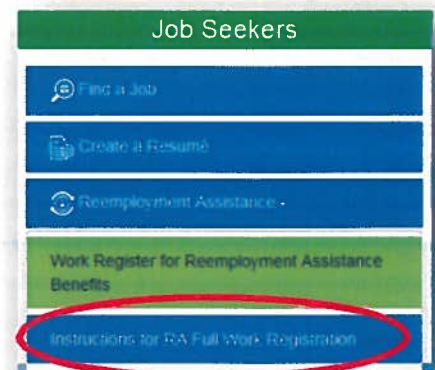 Job Seekers
Find a Job
Create a Resumé
Reemployment Assistance -
Work Register for Reemployment Assistance
Benefits
Instructions for RA Full Work Registration